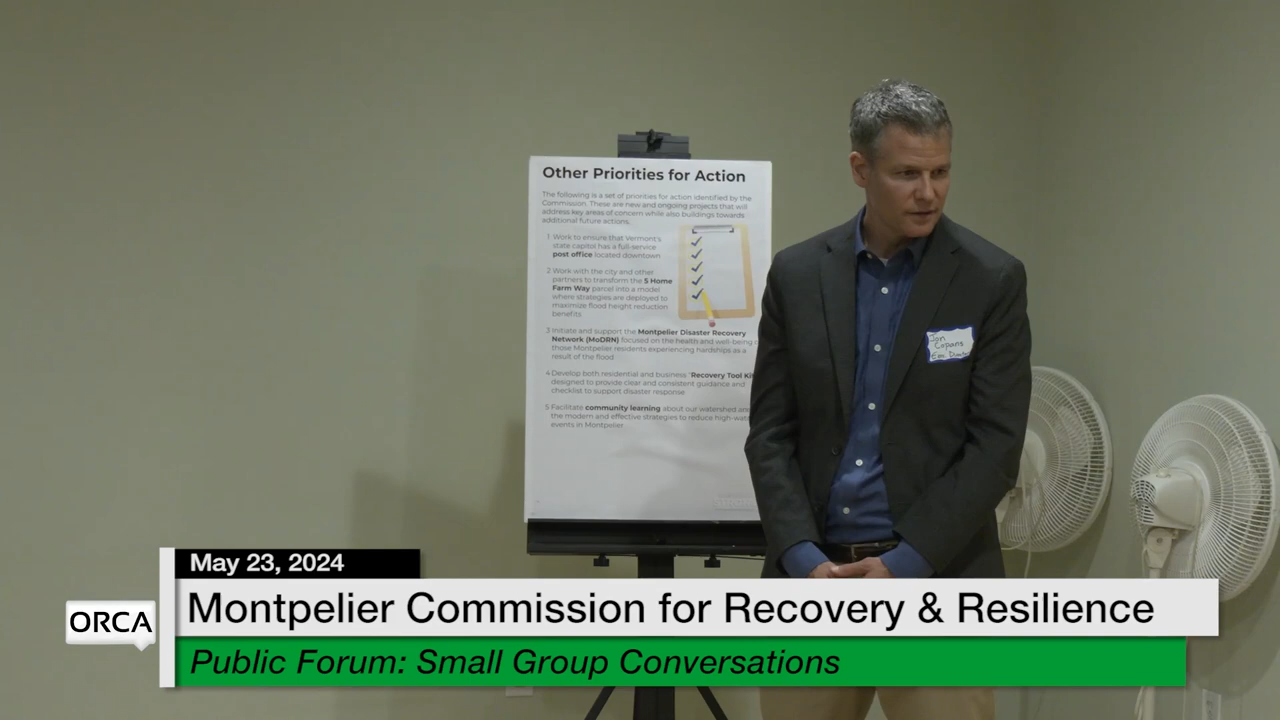 Other Priorities for Action
The following is a set of priorities for action identified by the
Commission. These are new and ongoing projects that will
address key areas of concern while also buildings towards
additional future actions.
1 Work to ensure that Vermont's
state capitol has a full-service
post office located downtown
2 Work with the city and other
partners to transform the 5 Home
Farm Way parcel into a model
where strategies are deployed to
maximize flood height reduction
benefits
3 Initiate and support the Montpelier Disaster Recovery
Network (MoDRN) focused on the health and well-being
those Montpelier residents experiencing hardships as a
result of the flood
4 Develop both residential and business "Recovery Tool Kit
designed to provide clear and consistent guidance and
checklist to support disaster response
5 Facilitate community learning about our watershed
the modern and effective strategies to reduce
events in Montpelier
Jon
Copans
Exec Director
May 23, 2024
ORCA
Montpelier Commission for Recovery & Resilience
Public Forum: Small Group Conversations